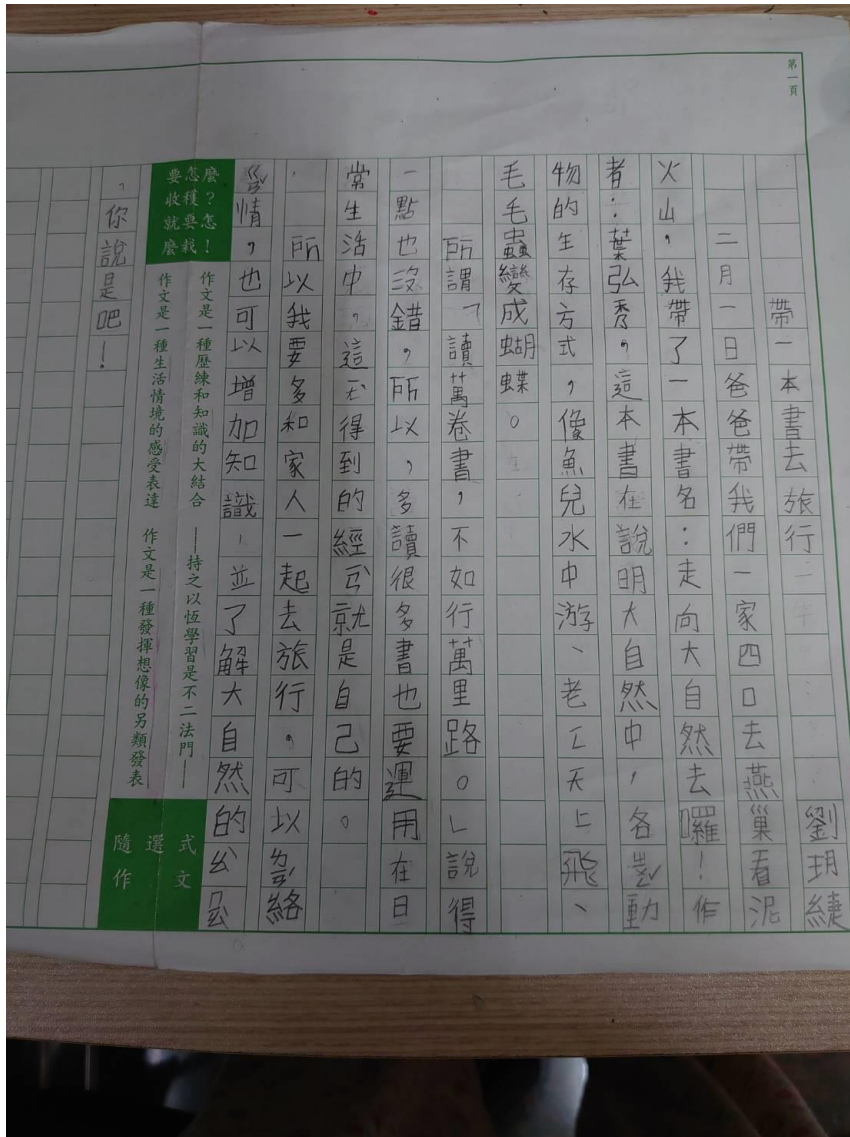 第一頁
帶一本書去旅行
劉玥緁
二月一日爸爸帶我們一家四口去燕巢看泥
火山，我帶了一本書名：走向大自然去囉！作
者：葉弘秀，這本書在說明大自然中，各動
物的生存方式，像魚兒水中游、老天上飛、
毛毛蟲變成蝴蝶。
所謂「讀萬卷書，不如行萬里路。」說得
一點也沒錯，所以，多讀很多書也要運用在日
常生活中，這得到的經就是自己的。
所以我要多和家人一起去旅行，可以絡
情，也可以增加知識，並了解大自然的
，你說是吧！
要怎麼
收穫？
就要怎
麼栽！
作文是一種歷練和知識的大結合 ──持之以恆學習是不二法門──
作文是一種生活情境的感受表達 作文是一種發揮想像的另類發表
隨選式
作文